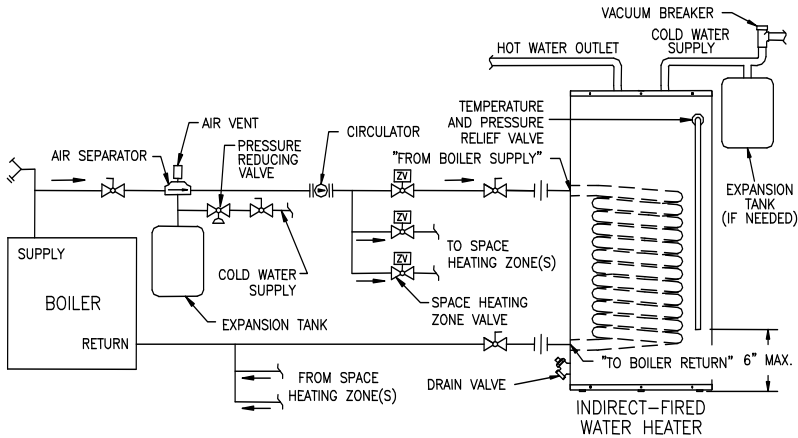 VACUUM BREAKER
HOT WATER OUTLET
COLD WATER
SUPPLY
TEMPERATURE
AND PRESSURE
RELIEF VALVE
AIR VENT
CIRCULATOR
AIR SEPARATOR
PRESSURE
REDUCING
VALVE
"FROM BOILER SUPPLY"
ZV
EXPANSION
TANK
(IF NEEDED)
ZV
SUPPLY
TO SPACE
HEATING ZONE(S)
ZV
COLD WATER
SUPPLY
BOILER
SPACE HEATING
ZONE VALVE
EXPANSION TANK
RETURN
"TO BOILER RETURN"
6" MAX.
FROM SPACE
HEATING ZONE(S)
DRAIN VALVE
INDIRECT-FIRED
WATER HEATER